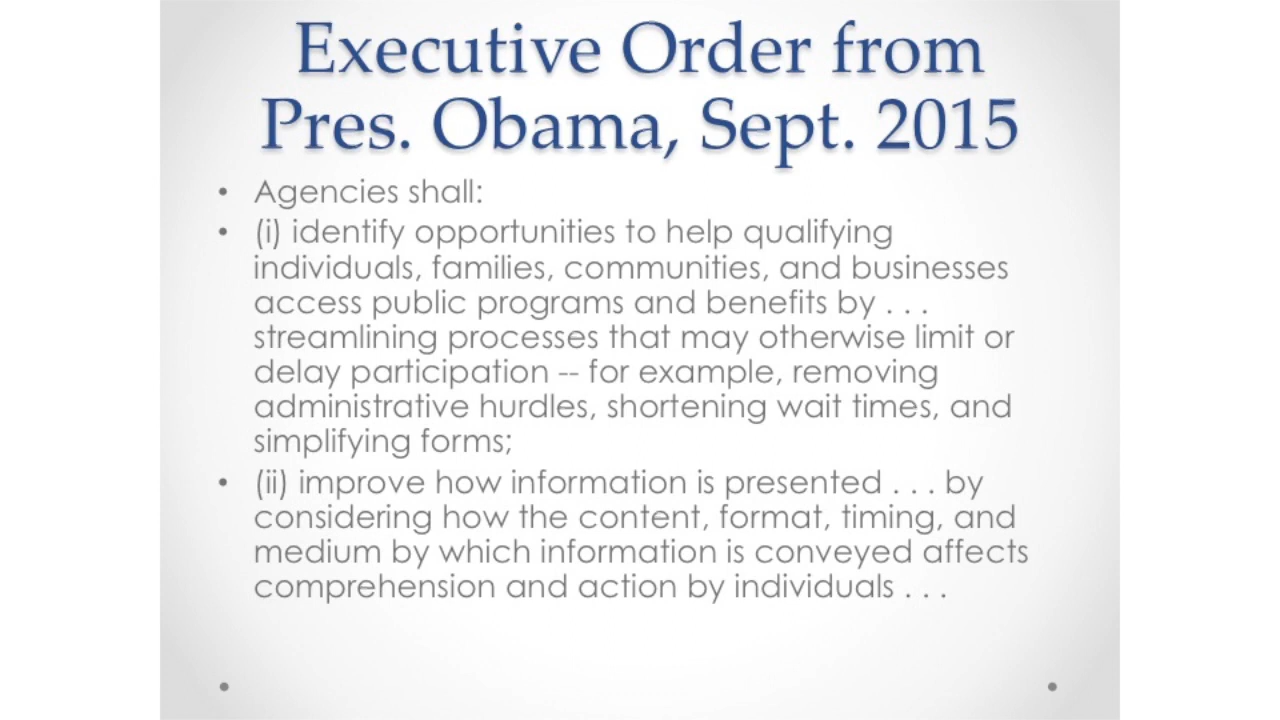 Executive Order from
Pres. Obama, Sept. 2015
• Agencies shall:
• (i) identify opportunities to help qualifying
individuals, families, communities, and businesses
access public programs and benefits by . . .
streamlining processes that may otherwise limit or
delay participation -- for example, removing
administrative hurdles, shortening wait times, and
simplifying forms;
• (ii) improve how information is presented . . . by
considering how the content, format, timing, and
medium by which information is conveyed affects
comprehension and action by individuals . . .